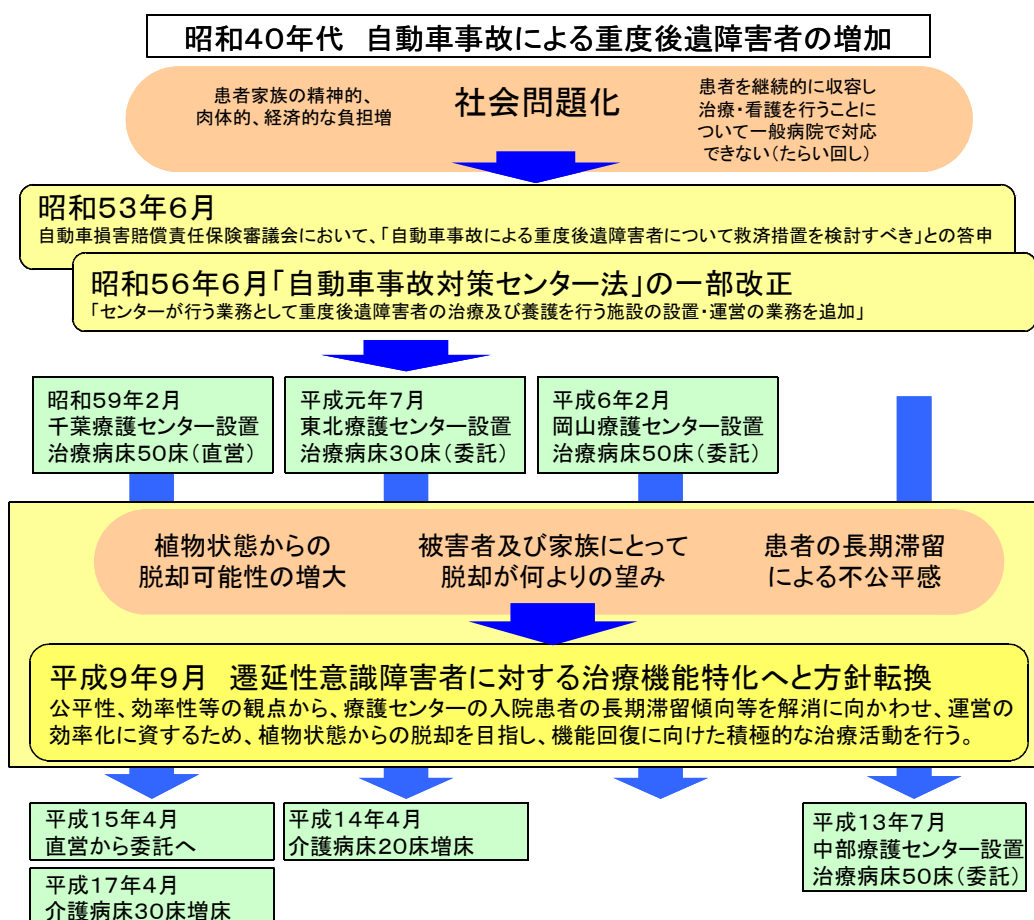 昭和40年代　自動車事故による重度後遺障害者の増加
患者家族の精神的、
肉体的、経済的な負担増
社会問題化
患者を継続的に収容し
治療・看護を行うことに
ついて一般病院で対応
できない（たらい回し）
昭和53年6月
自動車損害賠償責任保険審議会において、「自動車事故による重度後遺障害者について救済措置を検討すべき」との答申
昭和56年6月「自動車事故対策センター法」の一部改正
「センターが行う業務として重度後遺障害者の治療及び養護を行う施設の設置・運営の業務を追加」
昭和59年2月
千葉療護センター設置
治療病床50床（直営）
平成元年7月
東北療護センター設置
治療病床30床（委託）
平成6年2月
岡山療護センター設置
治療病床50床（委託）
植物状態からの
脱却可能性の増大
被害者及び家族にとって
脱却が何よりの望み
患者の長期滞留
による不公平感
平成9年9月　遷延性意識障害者に対する治療機能特化へと方針転換
公平性、効率性等の観点から、療護センターの入院患者の長期滞留傾向等を解消に向かわせ、運営の
効率化に資するため、植物状態からの脱却を目指し、機能回復に向けた積極的な治療活動を行う。
平成15年4月
直営から委託へ
平成17年4月
介護病床30床増床
平成14年4月
介護病床20床増床
平成13年7月
中部療護センター設置
治療病床50床（委託）